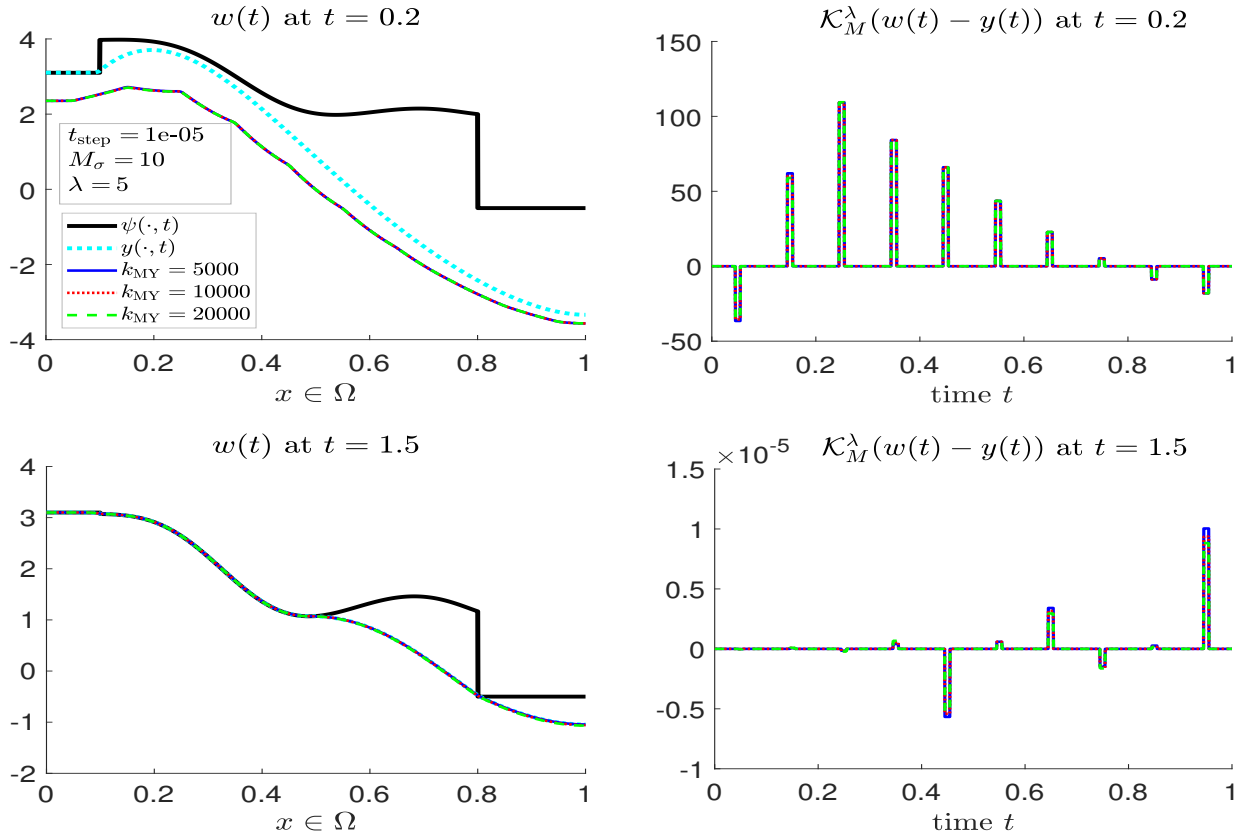 w(t) at t = 0.2
4
2
0
-2
-4
t_step = 1e-05
M_σ = 10
λ = 5
ψ(·, t)
y(·, t)
k_MY = 5000
k_MY = 10000
k_MY = 20000
0 0.2 0.4 0.6 0.8 1
x ∈ Ω
𝒦_M^λ(w(t) − y(t)) at t = 0.2
150
100
50
0
-50
0 0.2 0.4 0.6 0.8 1
time t
w(t) at t = 1.5
4
3
2
1
0
-1
-2
0 0.2 0.4 0.6 0.8 1
x ∈ Ω
𝒦_M^λ(w(t) − y(t)) at t = 1.5
×10^-5
1.5
1
0.5
0
-0.5
-1
0 0.2 0.4 0.6 0.8 1
time t